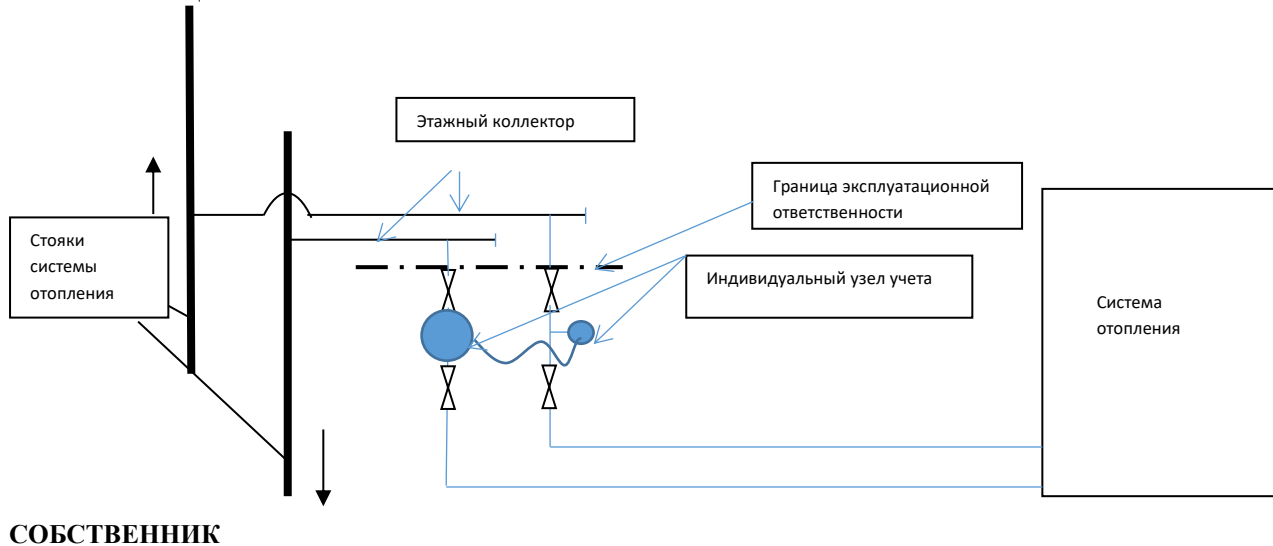 Этажный коллектор
Граница эксплуатационной
ответственности
Стояки
системы
отопления
Индивидуальный узел учета
Система
отопления
СОБСТВЕННИК